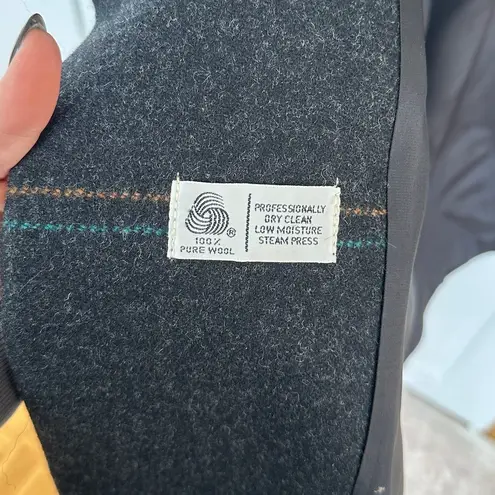 ®
100%
PURE WOOL
PROFESSIONALLY
DRY CLEAN
LOW MOISTURE
STEAM PRESS